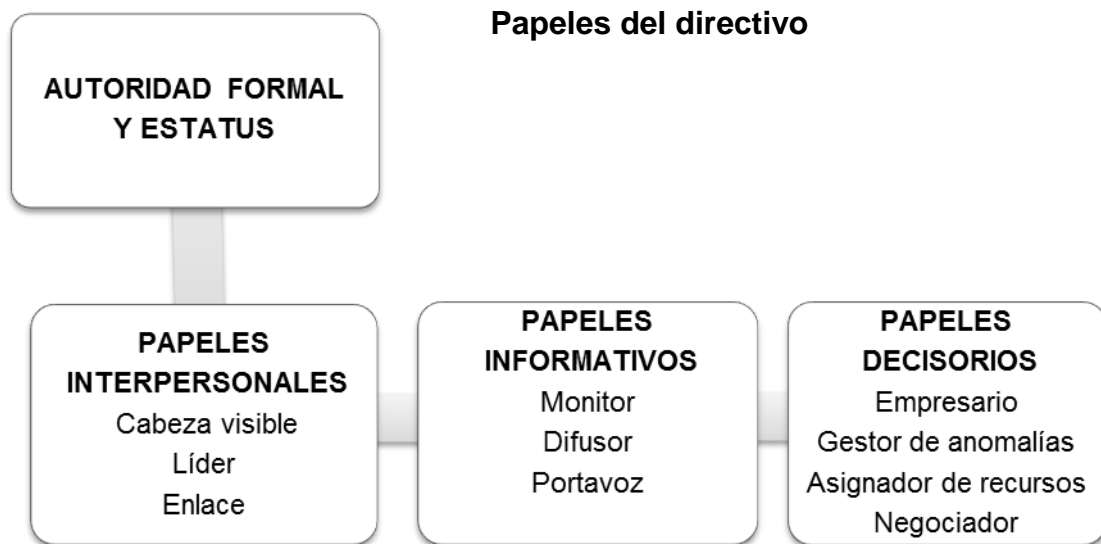 Papeles del directivo
AUTORIDAD FORMAL
Y ESTATUS
PAPELES
INTERPERSONALES
Cabeza visible
Líder
Enlace
PAPELES
INFORMATIVOS
Monitor
Difusor
Portavoz
PAPELES
DECISORIOS
Empresario
Gestor de anomalías
Asignador de recursos
Negociador